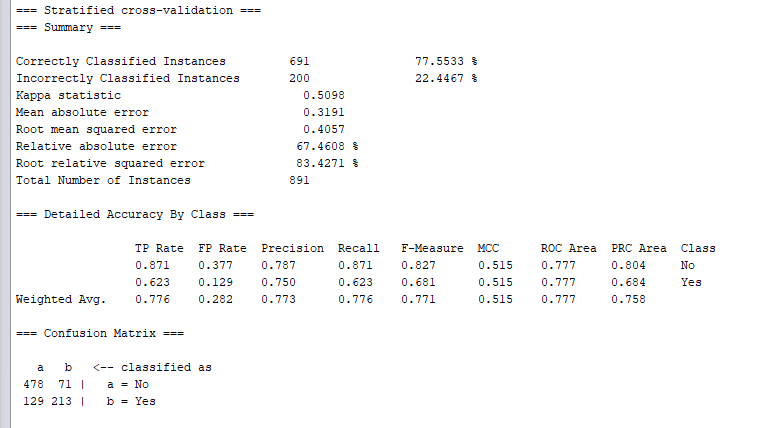 === Stratified cross-validation ===
=== Summary ===
Correctly Classified Instances 691 77.5533 %
Incorrectly Classified Instances 200 22.4467 %
Kappa statistic 0.5098
Mean absolute error 0.3191
Root mean squared error 0.4057
Relative absolute error 67.4608 %
Root relative squared error 83.4271 %
Total Number of Instances 891
=== Detailed Accuracy By Class ===
TP Rate FP Rate Precision Recall F-Measure MCC ROC Area PRC Area Class
0.871 0.377 0.787 0.871 0.827 0.515 0.777 0.804 No
0.623 0.129 0.750 0.623 0.681 0.515 0.777 0.684 Yes
Weighted Avg. 0.776 0.282 0.773 0.776 0.771 0.515 0.777 0.758
=== Confusion Matrix ===
a b <-- classified as
478 71 | a = No
129 213 | b = Yes